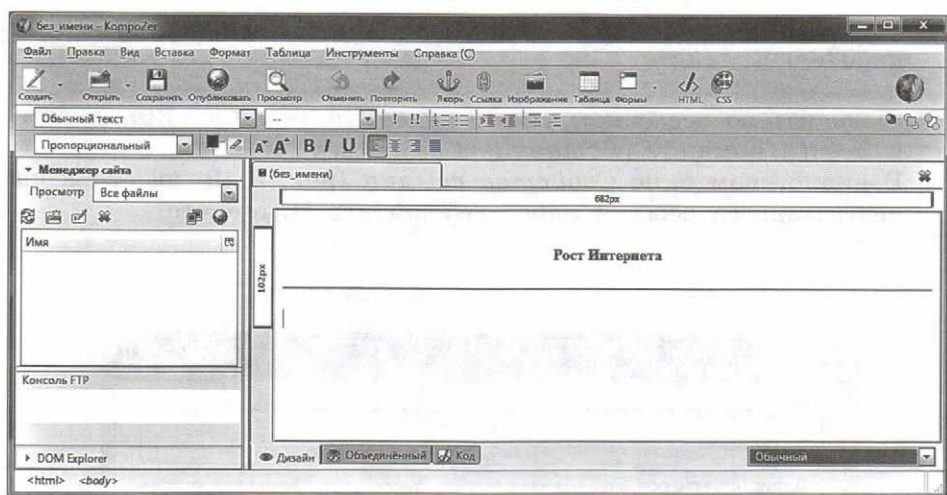 без_имени - KompoZer
Файл Правка Вид Вставка Формат Таблица Инструменты Справка (С)
Создать Открыть Сохранить Опубликовать Просмотр Отменить Повторить Якорь Ссылка Изображение Таблица Формы HTML CSS
Обычный текст --
Пропорциональный A A B I U
Менеджер сайта
(без_имени)
Просмотр Все файлы
682px
Имя
Рост Интернета
102px
Консоль FTP
DOM Explorer
Дизайн Объединённый Код Обычный
<html> <body>